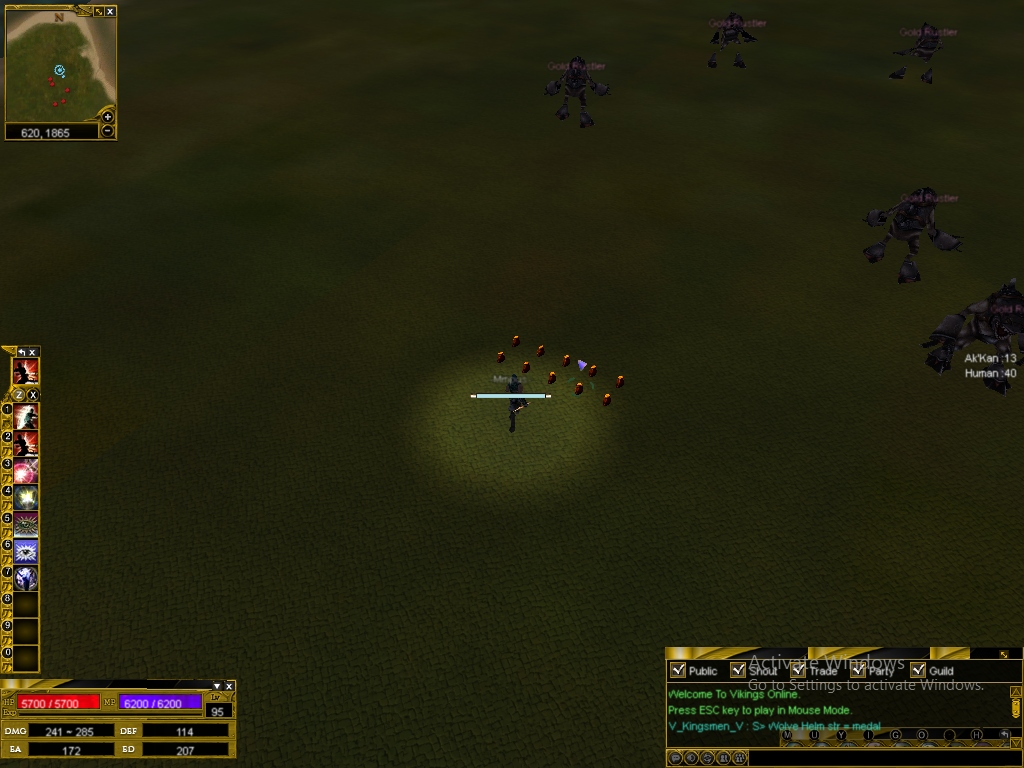 N
X
620, 1865
Gold Rustler
Gold Rustler
Gold Rustler
Gold Rustler
Gold R
Ak'Kan :13
Human :40
X
Z X
1
2
3
4
5
6
7
8
9
0
HP 5700 / 5700 MP 6200 / 6200 Lv 95
Exp
DMG 241 ~ 285 DEF 114
EA 172 ED 207
Public Shout Trade Party Guild
Activate Windows
Go to Settings to activate Windows.
Welcome To Vikings Online.
Press ESC key to play in Mouse Mode.
V_Kingsmen_V : S> Wolve Helm str = medal
M U Y I G O H